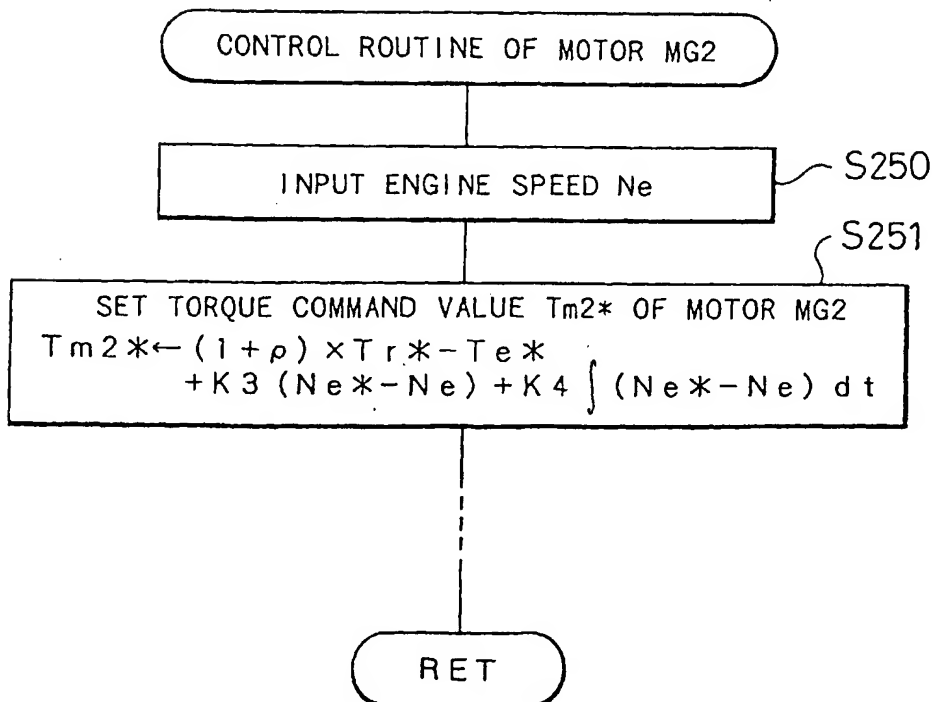 CONTROL ROUTINE OF MOTOR MG2
INPUT ENGINE SPEED Ne
S250
S251
SET TORQUE COMMAND VALUE Tm2* OF MOTOR MG2
Tm2*←(1+ρ)×Tr*-Te*
+K3(Ne*-Ne)+K4∫(Ne*-Ne)dt
RET